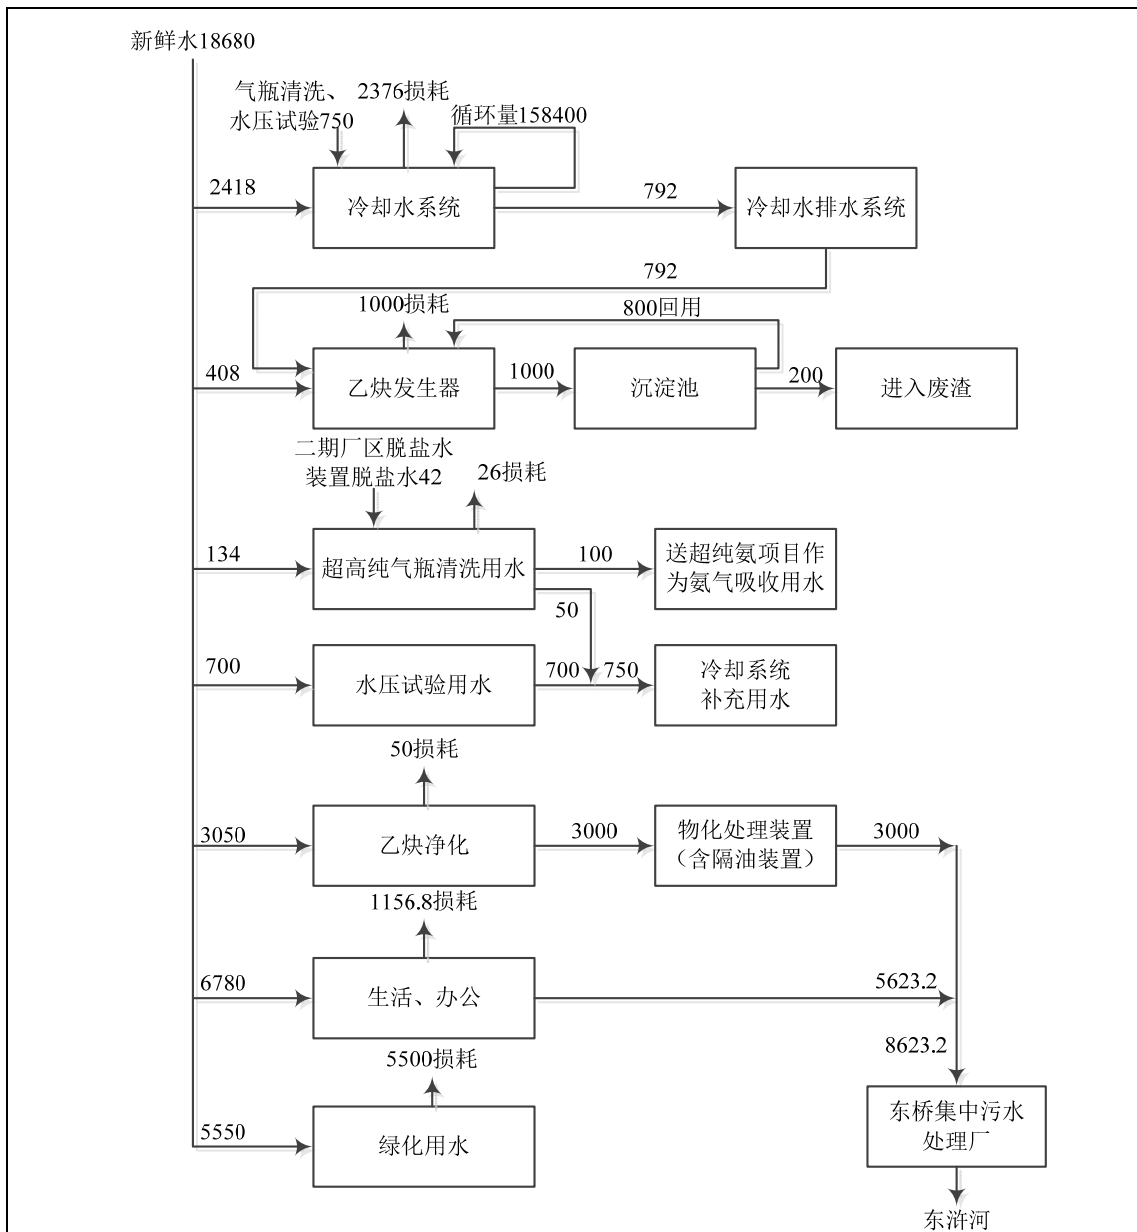 新鲜水18680
气瓶清洗、
水压试验750
2376损耗
循环量158400
2418
冷却水系统
792
冷却水排水系统
792
1000损耗
800回用
408
乙炔发生器
1000
沉淀池
200
进入废渣
二期厂区脱盐水
装置脱盐水42
26损耗
134
超高纯气瓶清洗用水
100
送超纯氨项目作
为氨气吸收用水
50
700
水压试验用水
700
750
冷却系统
补充用水
50损耗
3050
乙炔净化
3000
物化处理装置
（含隔油装置）
3000
1156.8损耗
6780
生活、办公
5623.2
8623.2
5500损耗
5550
绿化用水
东桥集中污水
处理厂
东浒河